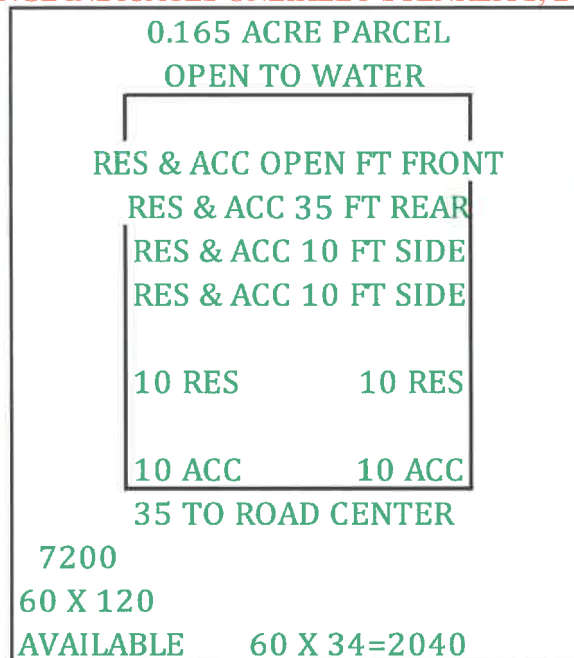 0.165 ACRE PARCEL
OPEN TO WATER
RES & ACC OPEN FT FRONT
RES & ACC 35 FT REAR
RES & ACC 10 FT SIDE
RES & ACC 10 FT SIDE
10 RES 10 RES
10 ACC 10 ACC
35 TO ROAD CENTER
7200
60 X 120
AVAILABLE 60 X 34=2040